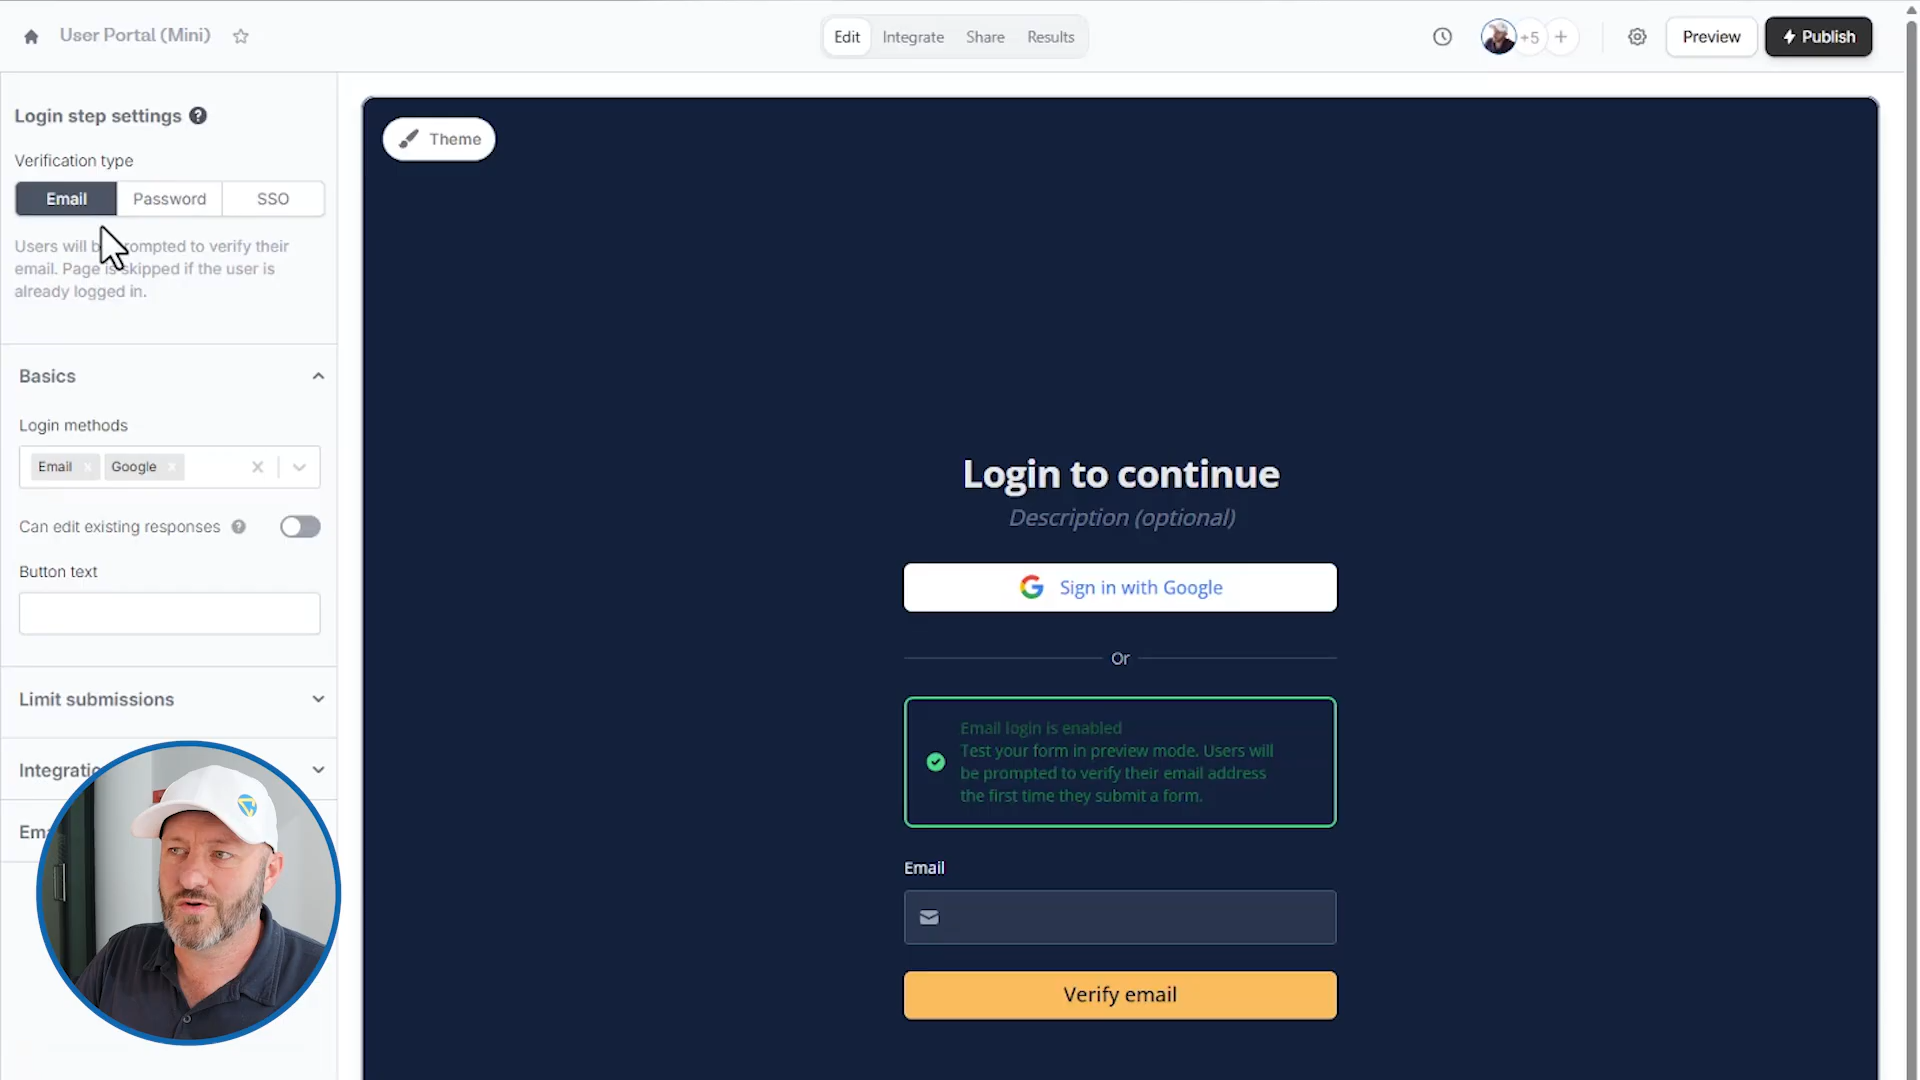 User Portal (Mini)
Edit
Integrate
Share
Results
+5
Preview
Publish
Login step settings
Verification type
Email
Password
SSO
Users will be prompted to verify their
email. Page is skipped if the user is
already logged in.
Basics
Login methods
Email
Google
Can edit existing responses
Button text
Limit submissions
Theme
Login to continue
Description (optional)
Sign in with Google
Or
Email login is enabled
Test your form in preview mode. Users will
be prompted to verify their email address
the first time they submit a form.
Email
Verify email